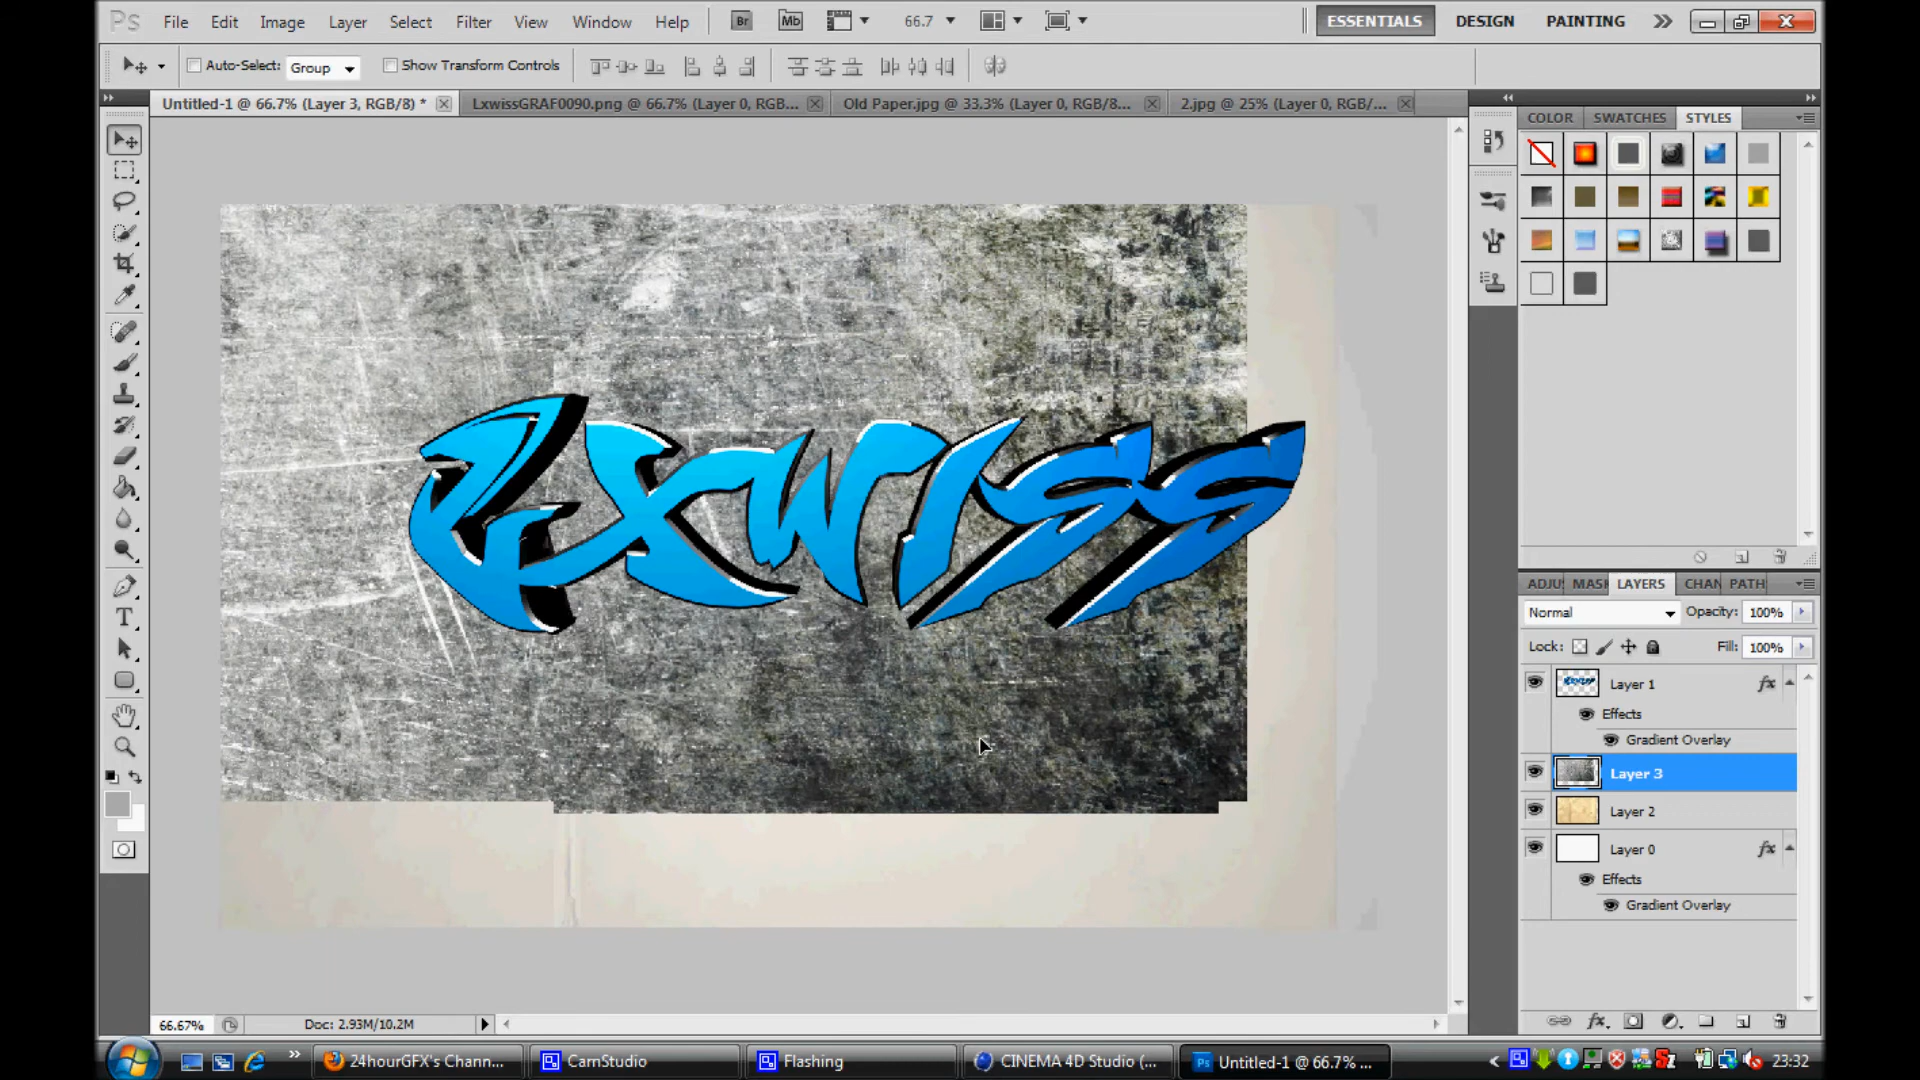 Ps File Edit Image Layer Select Filter View Window Help Br Mb 66.7 ESSENTIALS DESIGN PAINTING
Auto-Select: Group Show Transform Controls
Untitled-1 @ 66.7% (Layer 3, RGB/8) * LxwissGRAF0090.png @ 66.7% (Layer 0, RGB... Old Paper.jpg @ 33.3% (Layer 0, RGB/8... 2.jpg @ 25% (Layer 0, RGB/...
COLOR SWATCHES STYLES
LXWISS
ADJU MASK LAYERS CHAN PATH
Normal Opacity: 100%
Lock: Fill: 100%
Layer 1 fx
Effects
Gradient Overlay
Layer 3
Layer 2
Layer 0 fx
Effects
Gradient Overlay
66.67% Doc: 2.93M/10.2M
24hourGFX's Chann... CamStudio Flashing CINEMA 4D Studio (... Ps Untitled-1 @ 66.7% ... 23:32